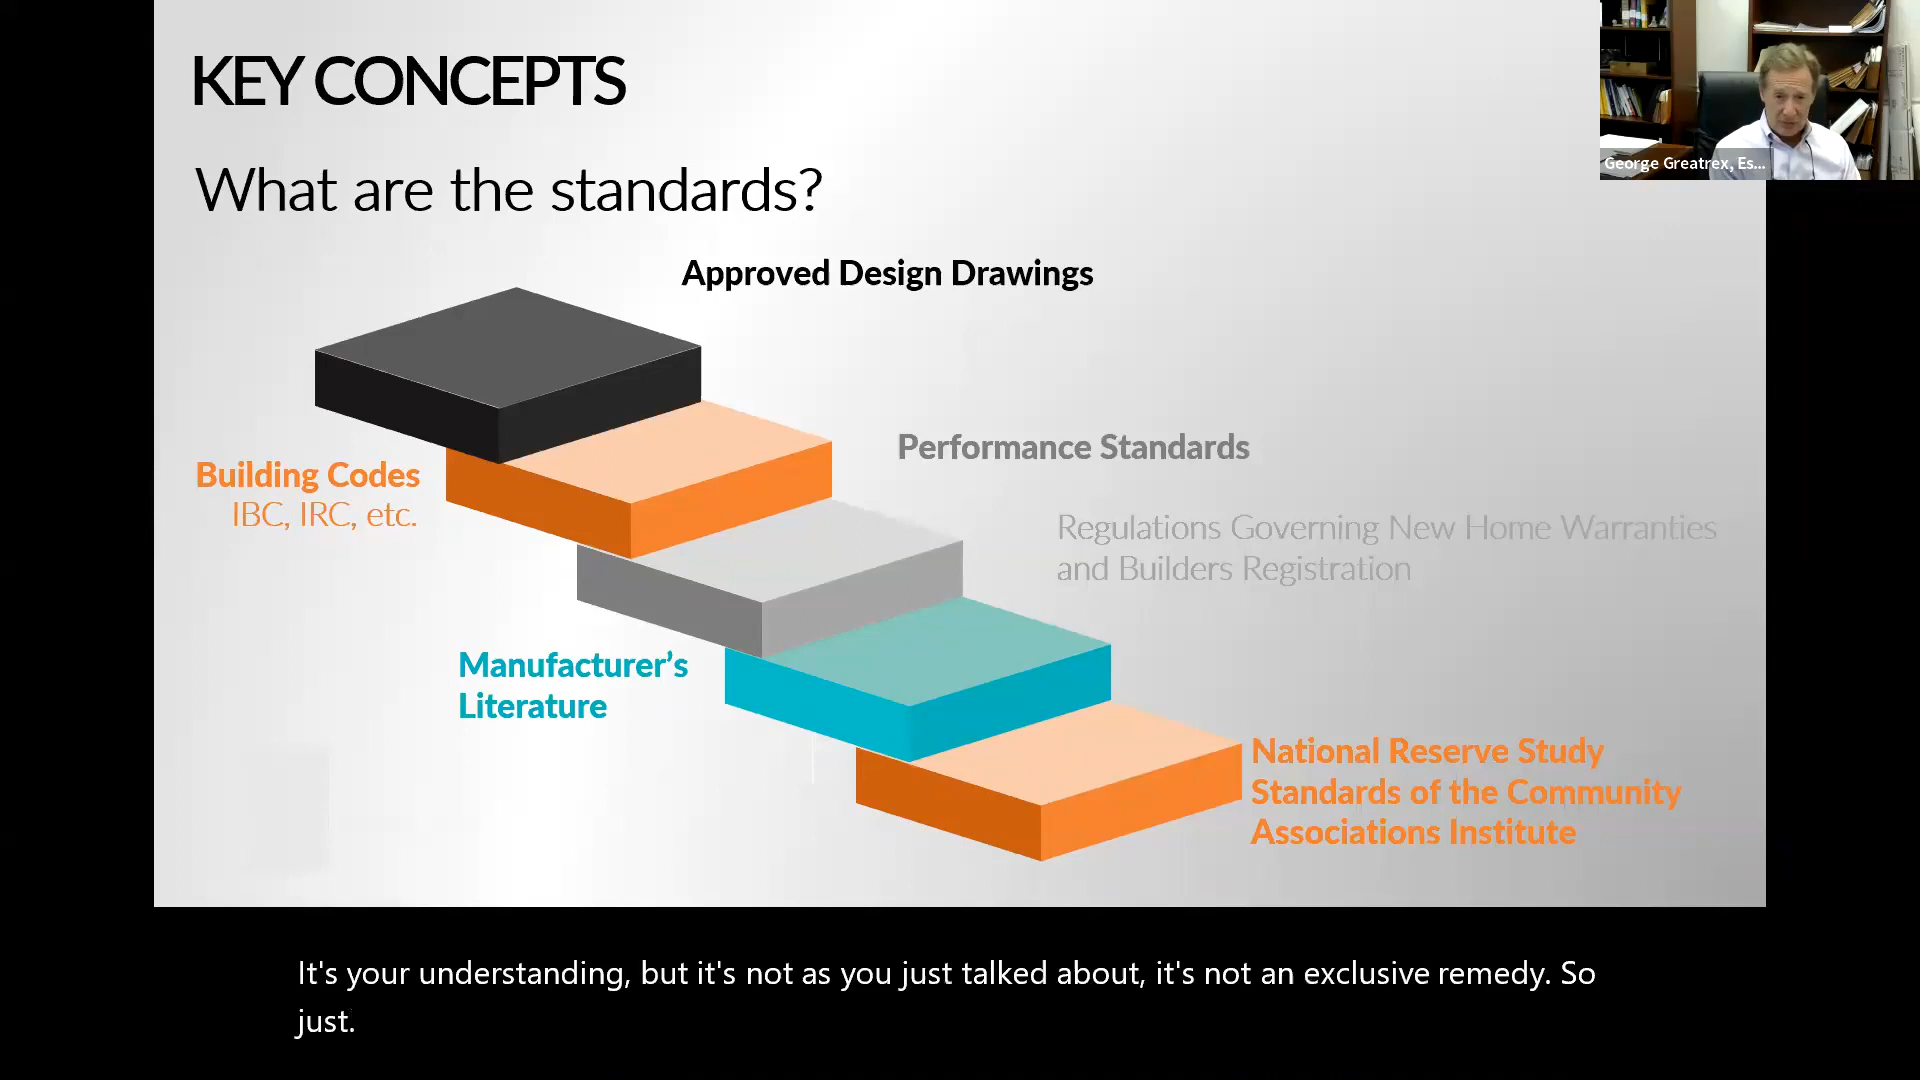 KEY CONCEPTS
George Greatrex, Es...
What are the standards?
Approved Design Drawings
Building Codes
IBC, IRC, etc.
Performance Standards
Regulations Governing New Home Warranties
and Builders Registration
Manufacturer’s
Literature
National Reserve Study
Standards of the Community
Associations Institute
It's your understanding, but it's not as you just talked about, it's not an exclusive remedy. So
just.